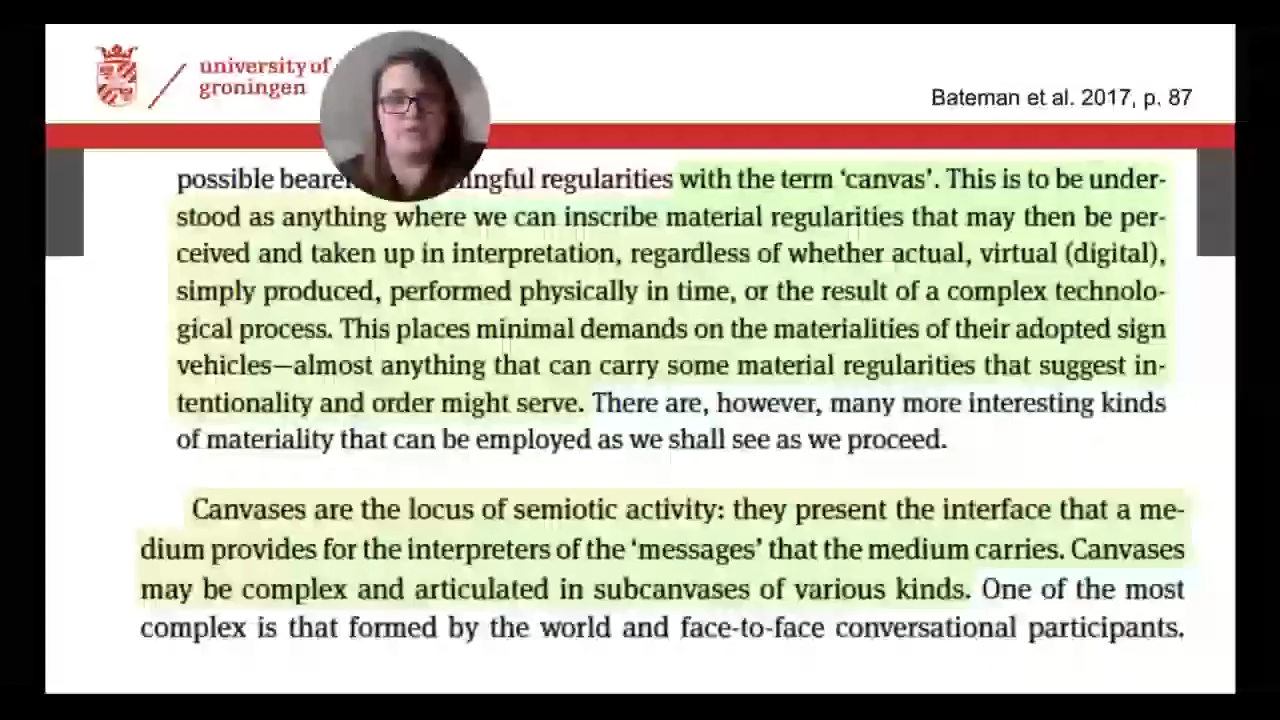 university of
groningen
Bateman et al. 2017, p. 87
possible ingful regularities with the term ‘canvas’. This is to be under-
stood as anything where we can inscribe material regularities that may then be per-
ceived and taken up in interpretation, regardless of whether actual, virtual (digital),
simply produced, performed physically in time, or the result of a complex technolo-
gical process. This places minimal demands on the materialities of their adopted sign
vehicles—almost anything that can carry some material regularities that suggest in-
tentionality and order might serve. There are, however, many more interesting kinds
of materiality that can be employed as we shall see as we proceed.
Canvases are the locus of semiotic activity: they present the interface that a me-
dium provides for the interpreters of the ‘messages’ that the medium carries. Canvases
may be complex and articulated in subcanvases of various kinds. One of the most
complex is that formed by the world and face-to-face conversational participants.